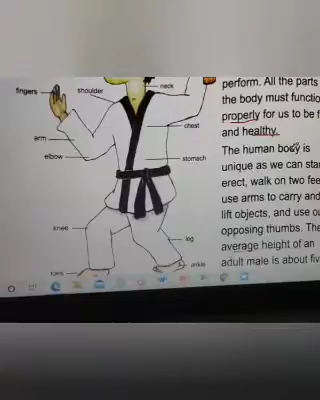 fingers
shoulder
neck
arm
chest
elbow
stomach
knee
leg
ankle
toes
perform. All the parts
the body must functio
properly for us to be f
and healthy.
The human body is
unique as we can sta
erect, walk on two fee
use arms to carry and
lift objects, and use ou
opposing thumbs. The
average height of an
adult male is about fiv